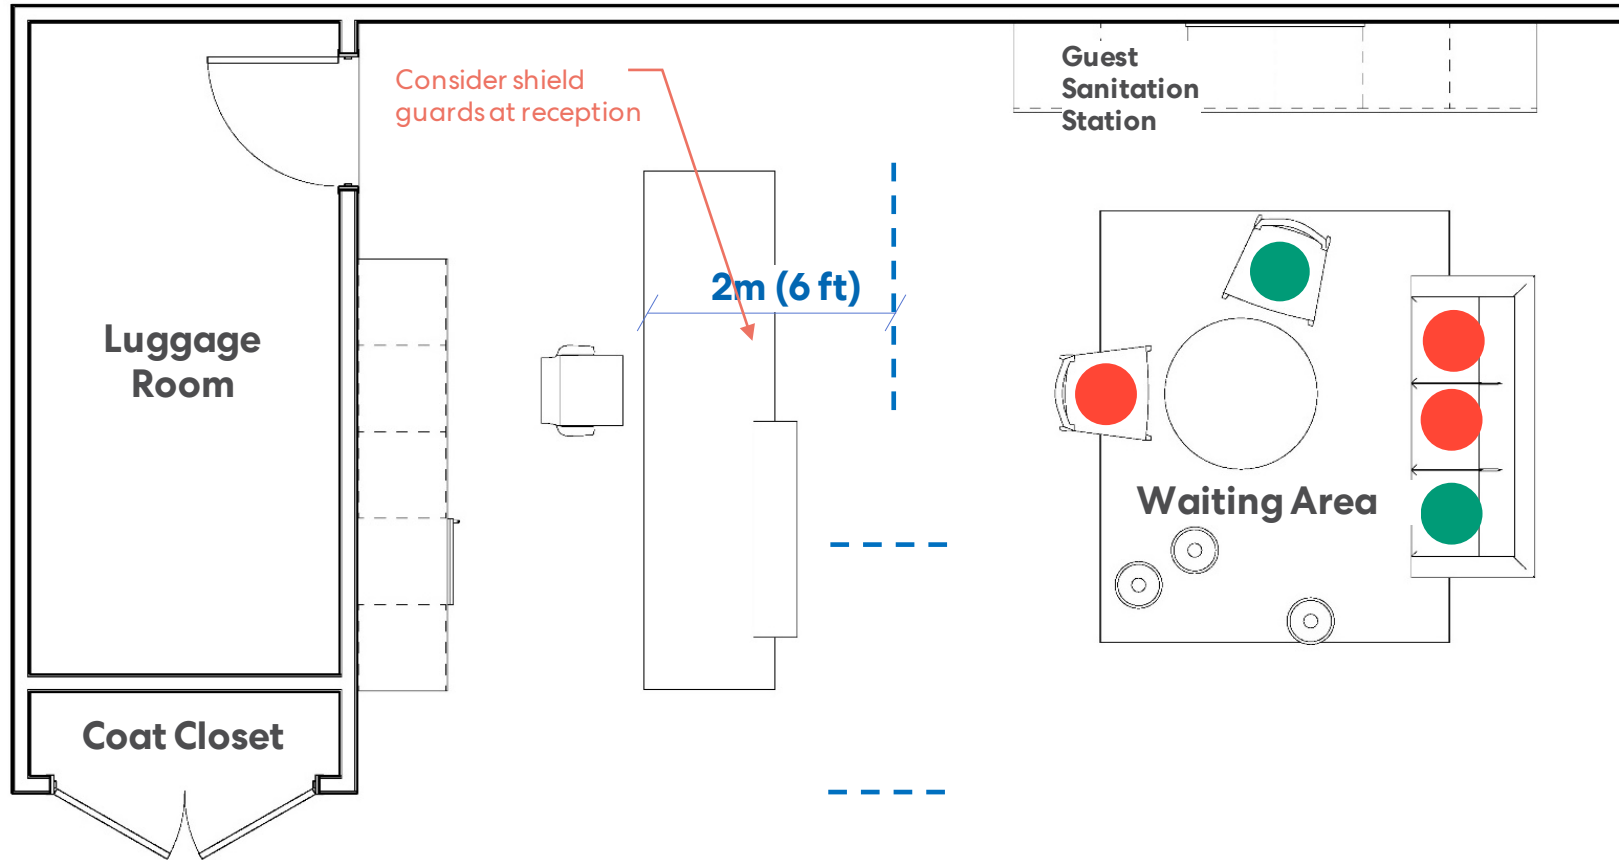 Consider shield
guards at reception
Guest
Sanitation
Station
2m (6 ft)
Luggage
Room
Waiting Area
Coat Closet